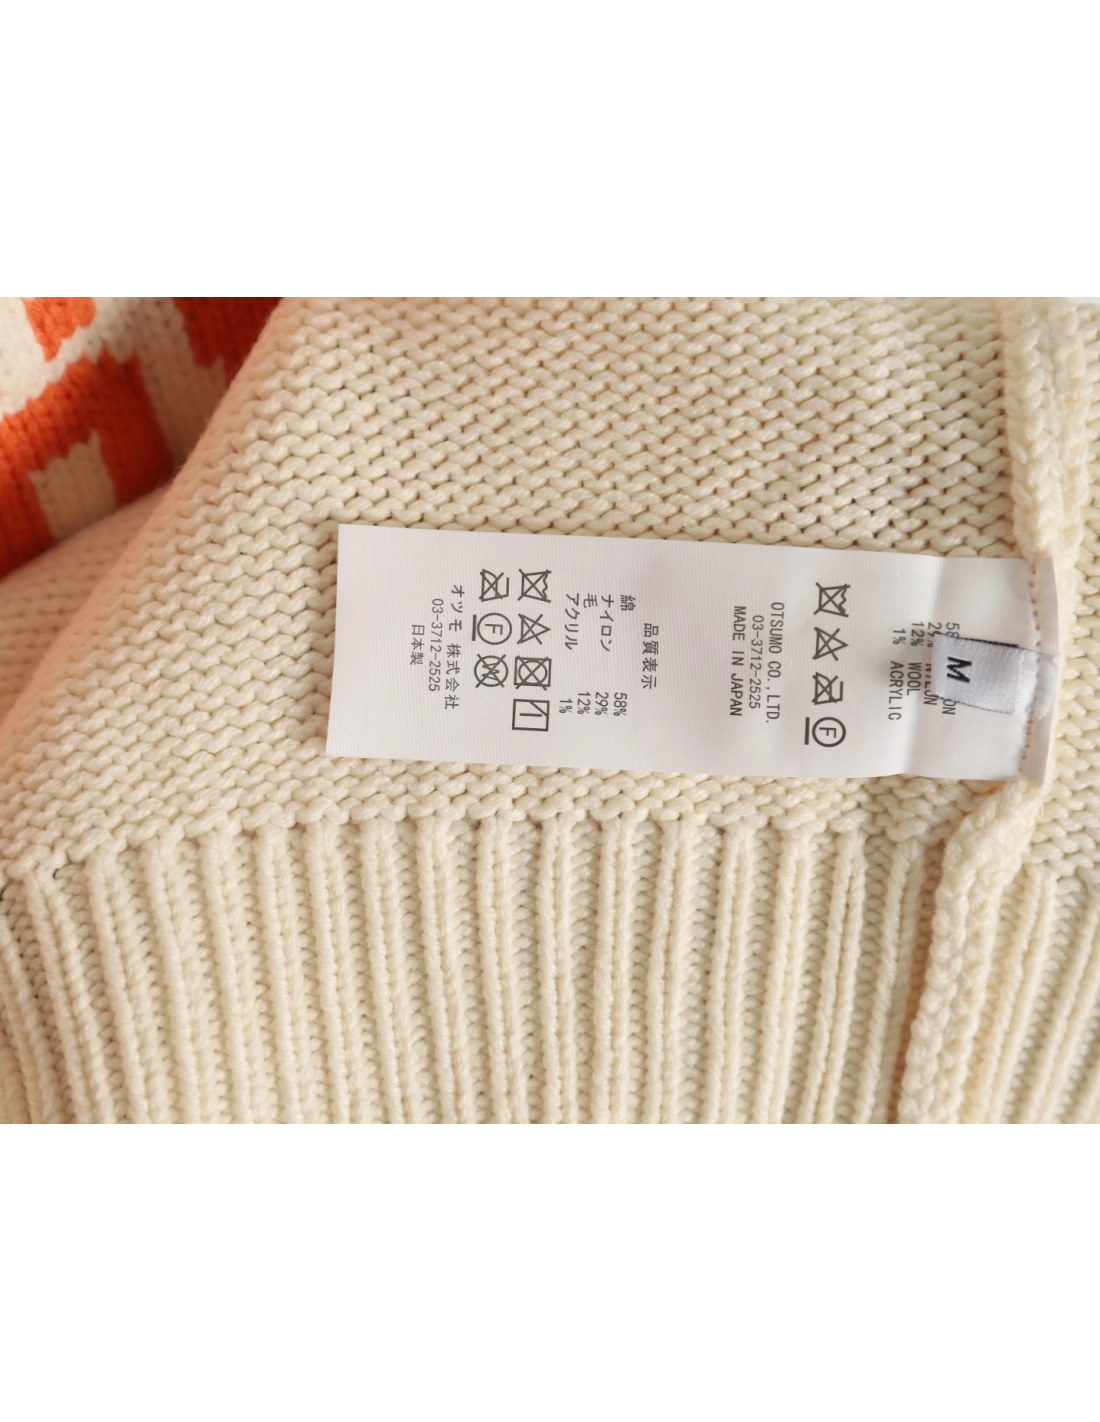 M
12% WOOL
1% ACRYLIC
F
OTSUMO CO.,LTD.
03-3712-2525
MADE IN JAPAN
品質表示
綿 58%
ナイロン 29%
毛 12%
アクリル 1%
F W
オツモ 株式会社
03-3712-2525
日本製